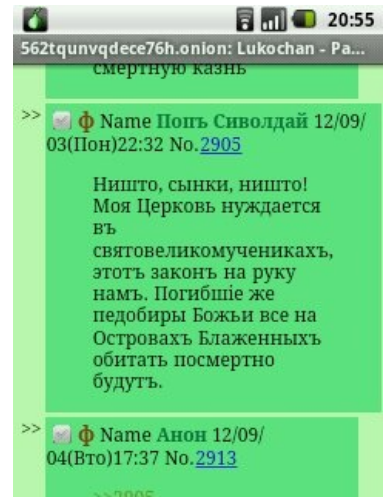 20:55
562tqunvqdece76h.onion: Lukochan - Pa...
смертную казнь
>> ф Name Попъ Сиволдай 12/09/
03(Пон)22:32 No.2905
Ништо, сынки, ништо!
Моя Церковь нуждается
въ
святовеликомученикахъ,
этотъ законъ на руку
намъ. Погибшіе же
педобиры Божьи все на
Островахъ Блаженныхъ
обитать посмертно
будутъ.
>> ф Name Анон 12/09/
04(Вто)17:37 No.2913
>>2905